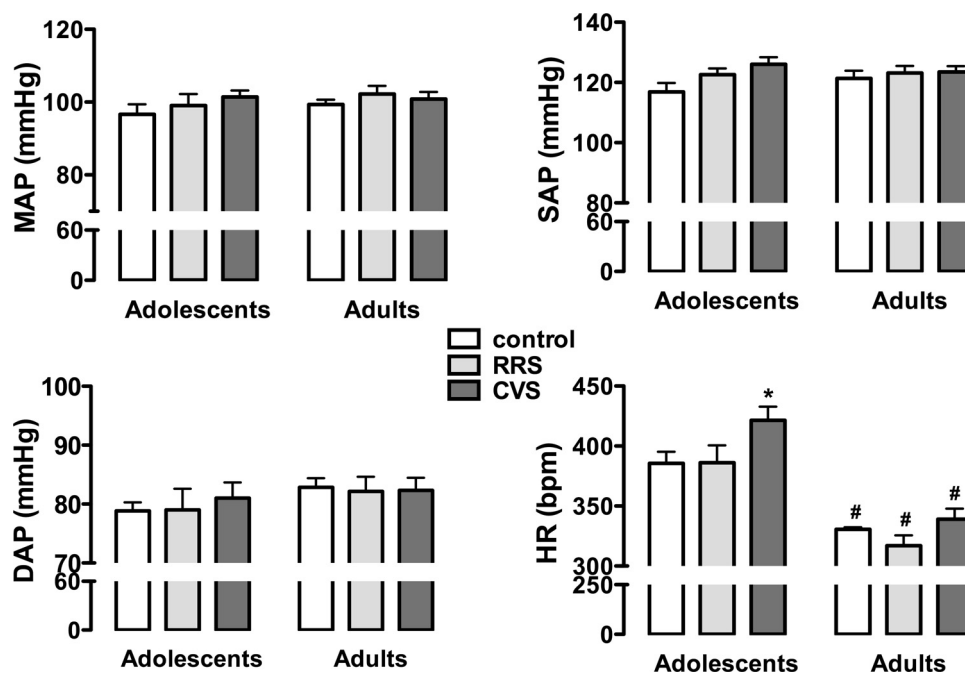 MAP (mmHg)
120
100
80
60
0
Adolescents
Adults
SAP (mmHg)
140
120
100
80
60
0
Adolescents
Adults
control
RRS
CVS
DAP (mmHg)
100
90
80
70
60
0
Adolescents
Adults
HR (bpm)
450
400
350
300
250
0
*
#
#
#
Adolescents
Adults